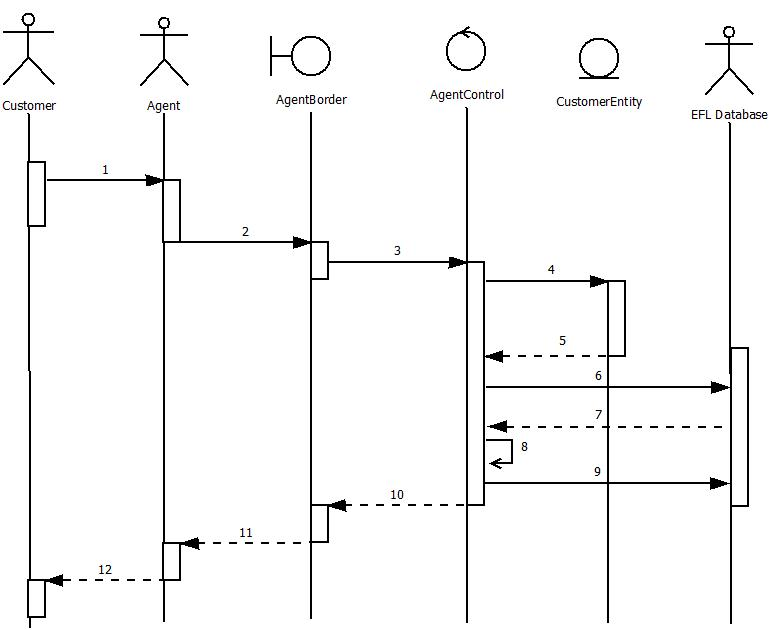 Customer
Agent
AgentBorder
AgentControl
CustomerEntity
EFL Database
1
2
3
4
5
6
7
8
9
10
11
12